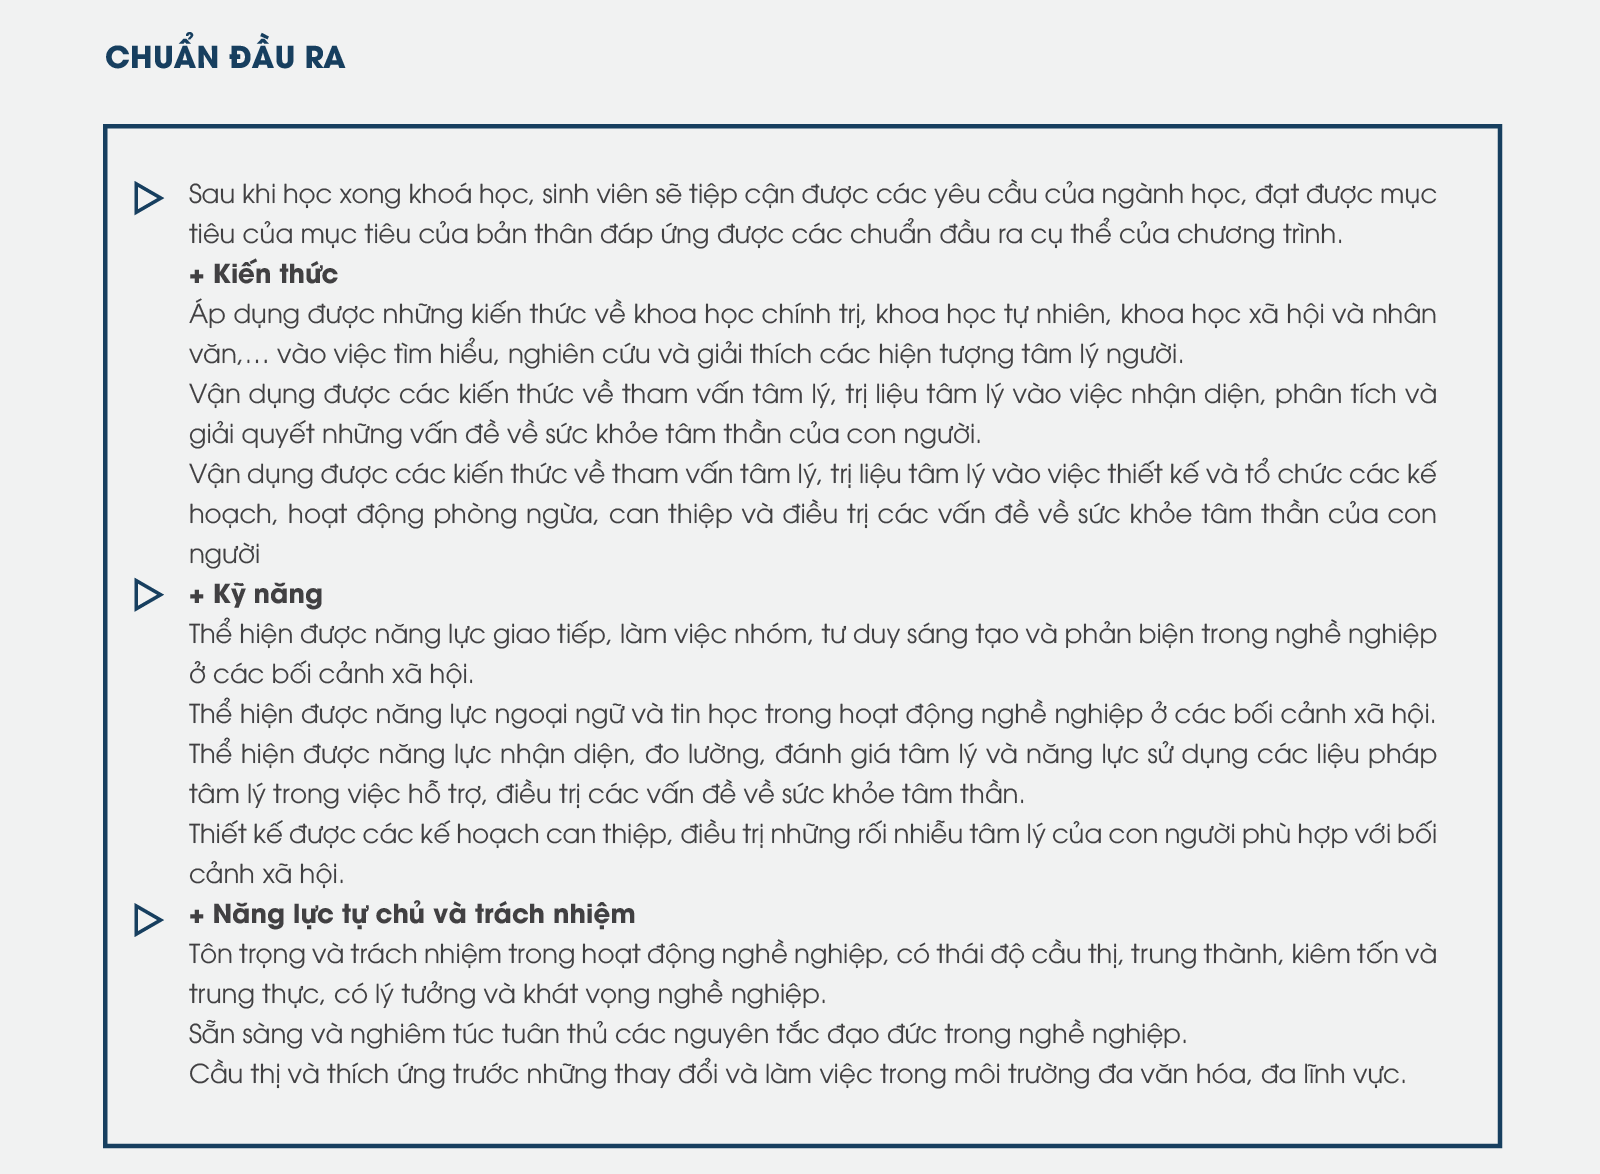 CHUẨN ĐẦU RA
Sau khi học xong khoá học, sinh viên sẽ tiệp cận được các yêu cầu của ngành học, đạt được mục
tiêu của mục tiêu của bản thân đáp ứng được các chuẩn đầu ra cụ thể của chương trình.
+ Kiến thức
Áp dụng được những kiến thức về khoa học chính trị, khoa học tự nhiên, khoa học xã hội và nhân
văn,... vào việc tìm hiểu, nghiên cứu và giải thích các hiện tượng tâm lý người.
Vận dụng được các kiến thức về tham vấn tâm lý, trị liệu tâm lý vào việc nhận diện, phân tích và
giải quyết những vấn đề về sức khỏe tâm thần của con người.
Vận dụng được các kiến thức về tham vấn tâm lý, trị liệu tâm lý vào việc thiết kế và tổ chức các kế
hoạch, hoạt động phòng ngừa, can thiệp và điều trị các vấn đề về sức khỏe tâm thần của con
người
+ Kỹ năng
Thể hiện được năng lực giao tiếp, làm việc nhóm, tư duy sáng tạo và phản biện trong nghề nghiệp
ở các bối cảnh xã hội.
Thể hiện được năng lực ngoại ngữ và tin học trong hoạt động nghề nghiệp ở các bối cảnh xã hội.
Thể hiện được năng lực nhận diện, đo lường, đánh giá tâm lý và năng lực sử dụng các liệu pháp
tâm lý trong việc hỗ trợ, điều trị các vấn đề về sức khỏe tâm thần.
Thiết kế được các kế hoạch can thiệp, điều trị những rối nhiễu tâm lý của con người phù hợp với bối
cảnh xã hội.
+ Năng lực tự chủ và trách nhiệm
Tôn trọng và trách nhiệm trong hoạt động nghề nghiệp, có thái độ cầu thị, trung thành, kiêm tốn và
trung thực, có lý tưởng và khát vọng nghề nghiệp.
Sẵn sàng và nghiêm túc tuân thủ các nguyên tắc đạo đức trong nghề nghiệp.
Cầu thị và thích ứng trước những thay đổi và làm việc trong môi trường đa văn hóa, đa lĩnh vực.